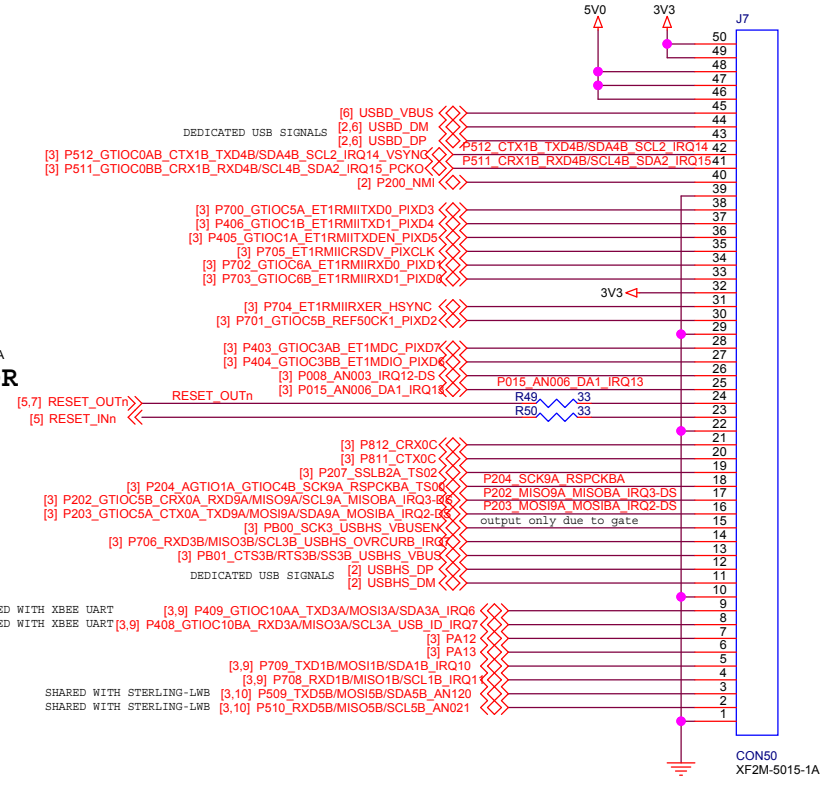 5V0 3V3
J7
50
49
48
47
46
[6] USBD_VBUS 45
[2,6] USBD_DM 44
DEDICATED USB SIGNALS
[2,6] USBD_DP 43
[3] P512_GTIOC0AB_CTX1B_TXD4B/SDA4B_SCL2_IRQ14_VSYNC P512_CTX1B_TXD4B/SDA4B_SCL2_IRQ14 42
[3] P511_GTIOC0BB_CRX1B_RXD4B/SCL4B_SDA2_IRQ15_PCKO P511_CRX1B_RXD4B/SCL4B_SDA2_IRQ15 41
[2] P200_NMI 40
39
[3] P700_GTIOC5A_ET1RMIITXD0_PIXD3 38
[3] P406_GTIOC1B_ET1RMIITXD1_PIXD4 37
[3] P405_GTIOC1A_ET1RMIITXDEN_PIXD5 36
[3] P705_ET1RMIICRSDV_PIXCLK 35
[3] P702_GTIOC6A_ET1RMIIRXD0_PIXD1 34
[3] P703_GTIOC6B_ET1RMIIRXD1_PIXD0 33
3V3 32
[3] P704_ET1RMIIRXER_HSYNC 31
[3] P701_GTIOC5B_REF50CK1_PIXD2 30
29
[3] P403_GTIOC3AB_ET1MDC_PIXD7 28
[3] P404_GTIOC3BB_ET1MDIO_PIXD6 27
A
[3] P008_AN003_IRQ12-DS 26
R
[3] P015_AN006_DA1_IRQ13 P015_AN006_DA1_IRQ13 25
[5,7] RESET_OUTn RESET_OUTn R49 33 24
[5] RESET_INn R50 33 23
22
[3] P812_CRX0C 21
[3] P811_CTX0C 20
[3] P207_SSLB2A_TS02 19
[3] P204_AGTIO1A_GTIOC4B_SCK9A_RSPCKBA_TS00 P204_SCK9A_RSPCKBA 18
[3] P202_GTIOC5B_CRX0A_RXD9A/MISO9A/SCL9A_MISOBA_IRQ3-DS P202_MISO9A_MISOBA_IRQ3-DS 17
[3] P203_GTIOC5A_CTX0A_TXD9A/MOSI9A/SDA9A_MOSIBA_IRQ2-DS P203_MOSI9A_MOSIBA_IRQ2-DS 16
[3] PB00_SCK3_USBHS_VBUSEN output only due to gate 15
[3] P706_RXD3B/MISO3B/SCL3B_USBHS_OVRCURB_IRQ7 14
[3] PB01_CTS3B/RTS3B/SS3B_USBHS_VBUS 13
[2] USBHS_DP 12
DEDICATED USB SIGNALS
[2] USBHS_DM 11
10
ED WITH XBEE UART [3,9] P409_GTIOC10AA_TXD3A/MOSI3A/SDA3A_IRQ6 9
ED WITH XBEE UART [3,9] P408_GTIOC10BA_RXD3A/MISO3A/SCL3A_USB_ID_IRQ7 8
[3] PA12 7
[3] PA13 6
[3,9] P709_TXD1B/MOSI1B/SDA1B_IRQ10 5
[3,9] P708_RXD1B/MISO1B/SCL1B_IRQ11 4
SHARED WITH STERLING-LWB [3,10] P509_TXD5B/MOSI5B/SDA5B_AN120 3
SHARED WITH STERLING-LWB [3,10] P510_RXD5B/MISO5B/SCL5B_AN021 2
1
CON50
XF2M-5015-1A